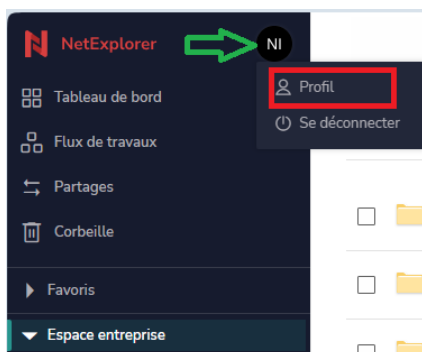 NetExplorer
NI
Profil
Se déconnecter
Tableau de bord
Flux de travaux
Partages
Corbeille
Favoris
Espace entreprise